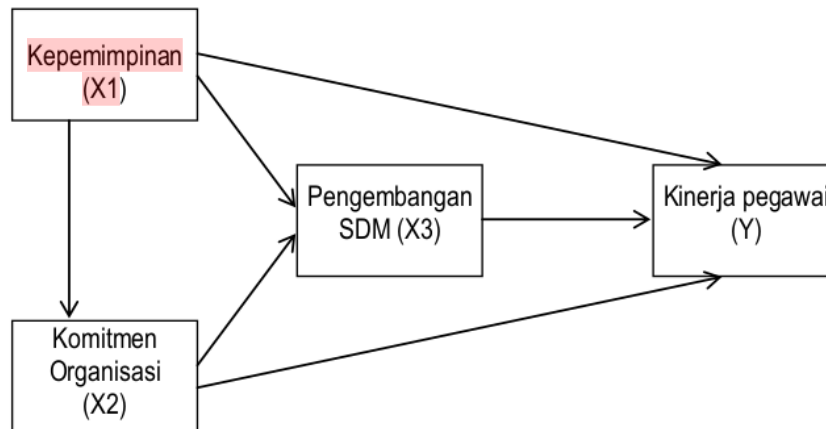 Kepemimpinan
(X1)
Pengembangan
SDM (X3)
Kinerja pegawai
(Y)
Komitmen
Organisasi
(X2)